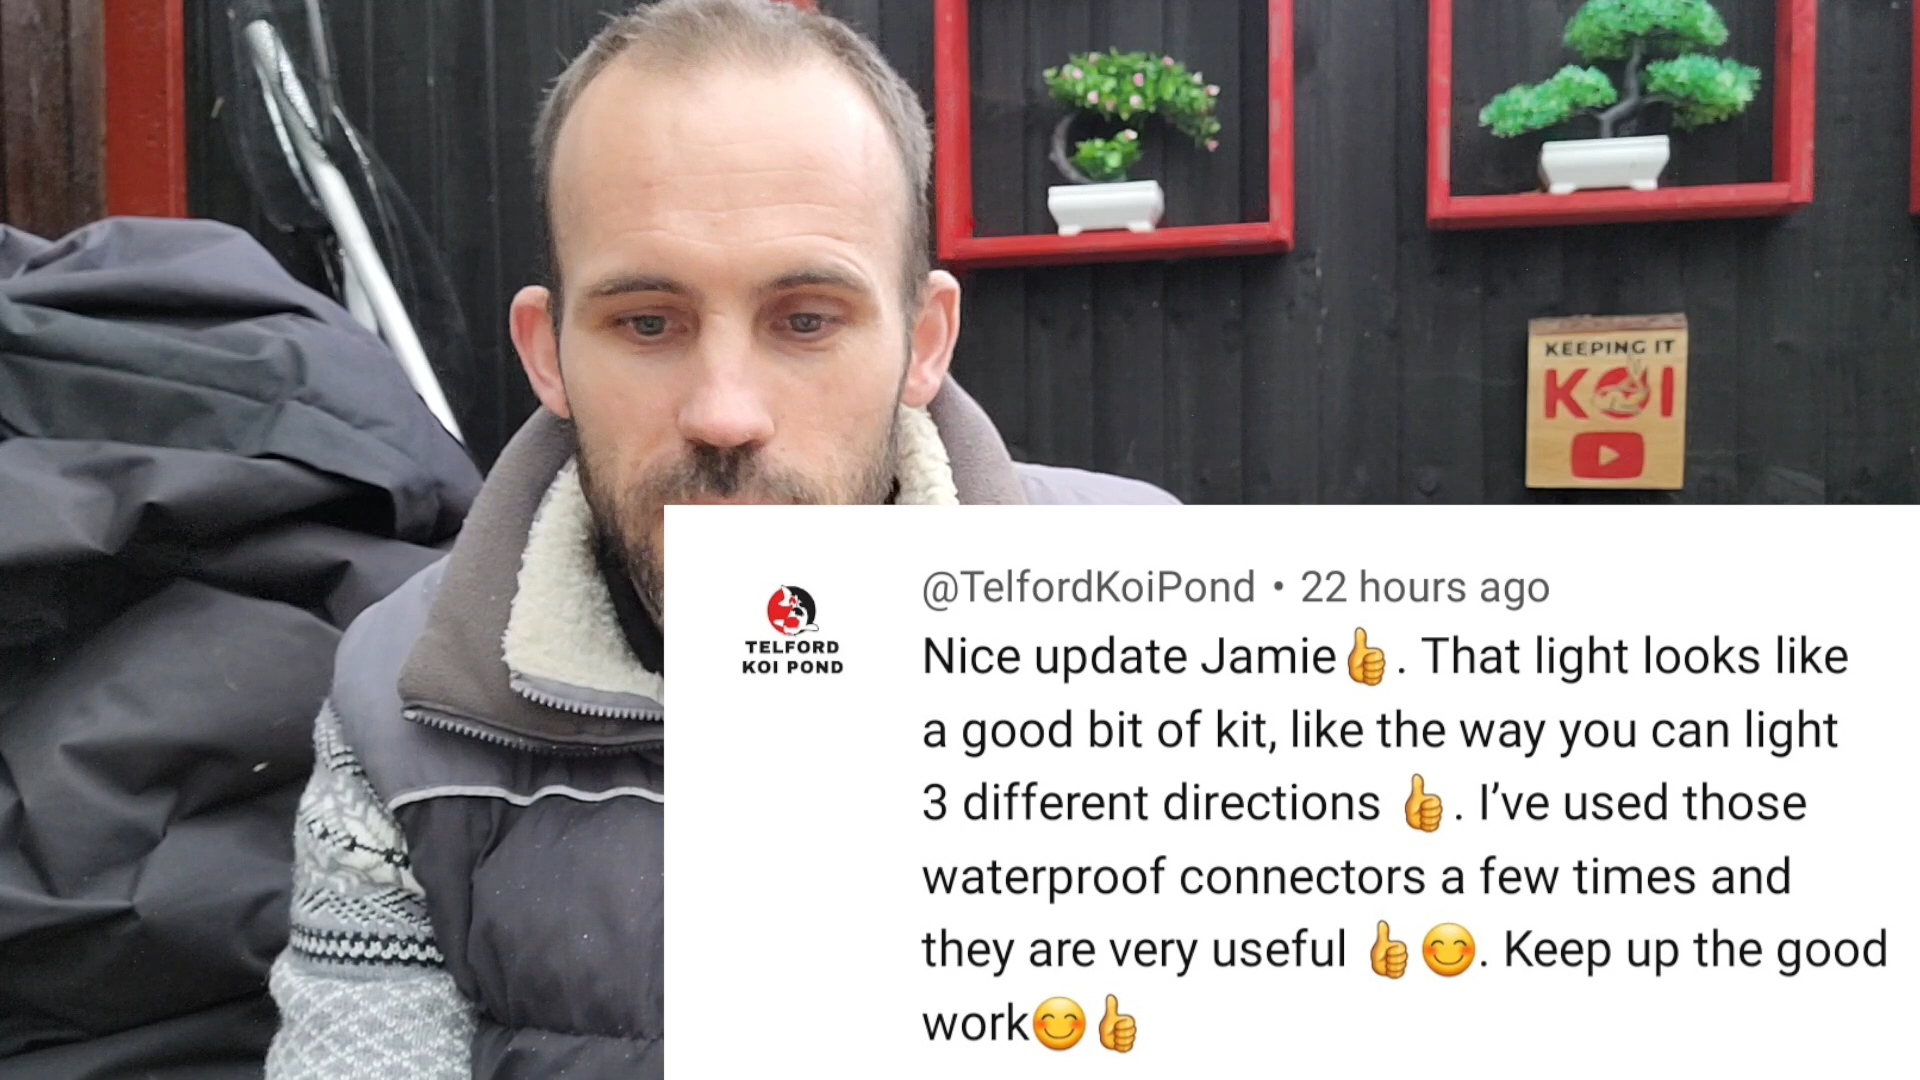 KEEPING IT
KOI
@TelfordKoiPond • 22 hours ago
TELFORD
KOI POND
Nice update Jamie👍. That light looks like
a good bit of kit, like the way you can light
3 different directions 👍. I’ve used those
waterproof connectors a few times and
they are very useful 👍😊. Keep up the good
work😊👍